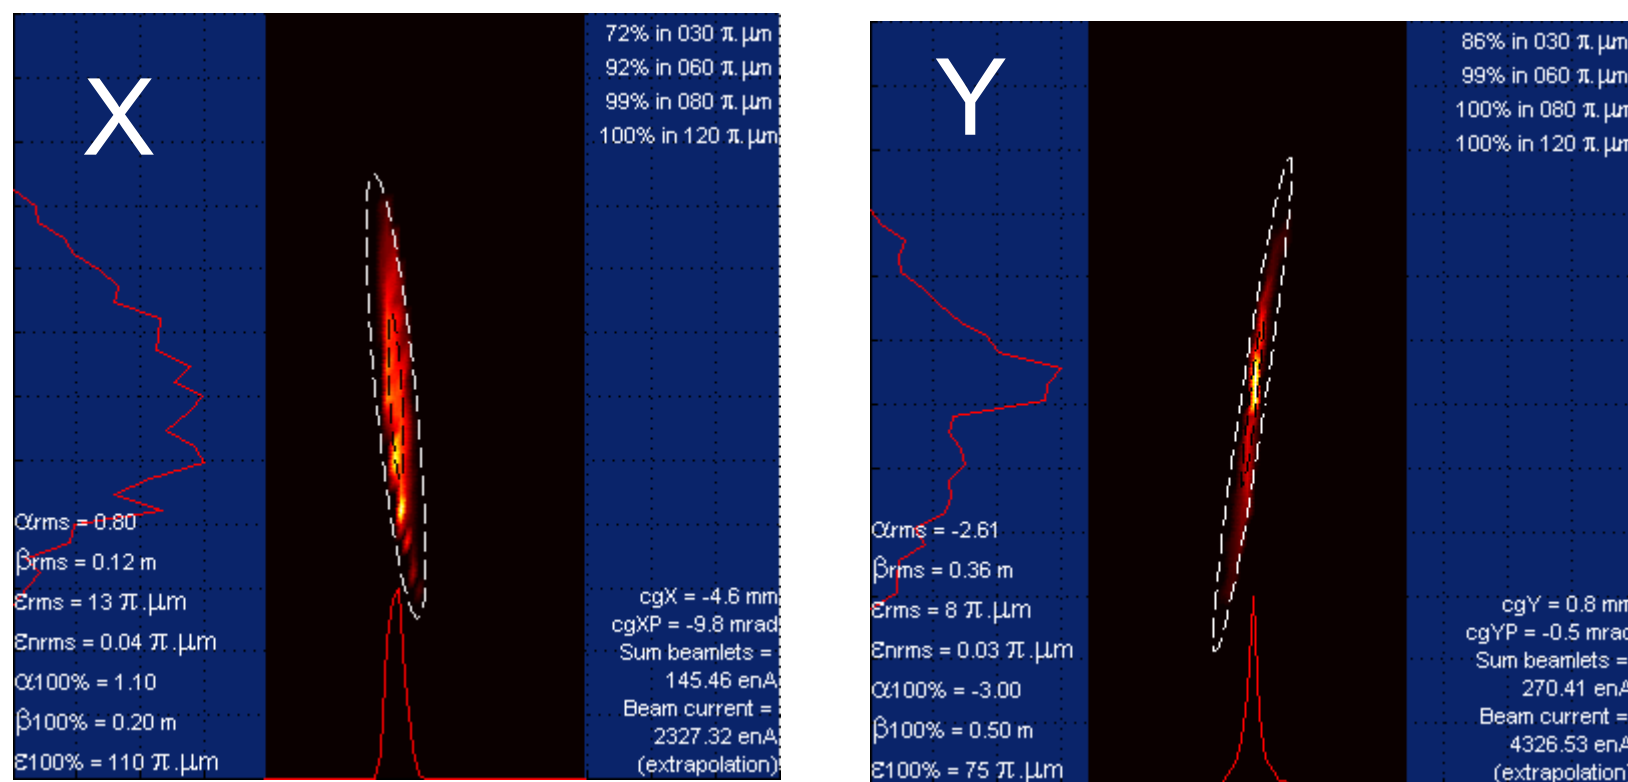 X
72% in 030 π.μm
92% in 060 π.μm
99% in 080 π.μm
100% in 120 π.μm
αrms = 0.80
βrms = 0.12 m
εrms = 13 π.μm
εnrms = 0.04 π.μm
α100% = 1.10
β100% = 0.20 m
ε100% = 110 π.μm
cgX = -4.6 mm
cgXP = -9.8 mrad
Sum beamlets =
145.46 enA
Beam current =
2327.32 enA
(extrapolation)
Y
86% in 030 π.μm
99% in 060 π.μm
100% in 080 π.μm
100% in 120 π.μm
αrms = -2.61
βrms = 0.36 m
εrms = 8 π.μm
εnrms = 0.03 π.μm
α100% = -3.00
β100% = 0.50 m
ε100% = 75 π.μm
cgY = 0.8 mm
cgYP = -0.5 mrad
Sum beamlets =
270.41 enA
Beam current =
4326.53 enA
(extrapolation)